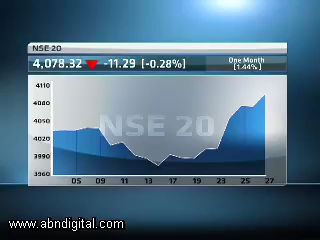 NSE 20
4,078.32 -11.29 [-0.28%]
One Month
[1.44%]
4110
4080
4050
4020
3990
3960
NSE 20
05 09 11 13 17 19 23 25 27
www.abndigital.com